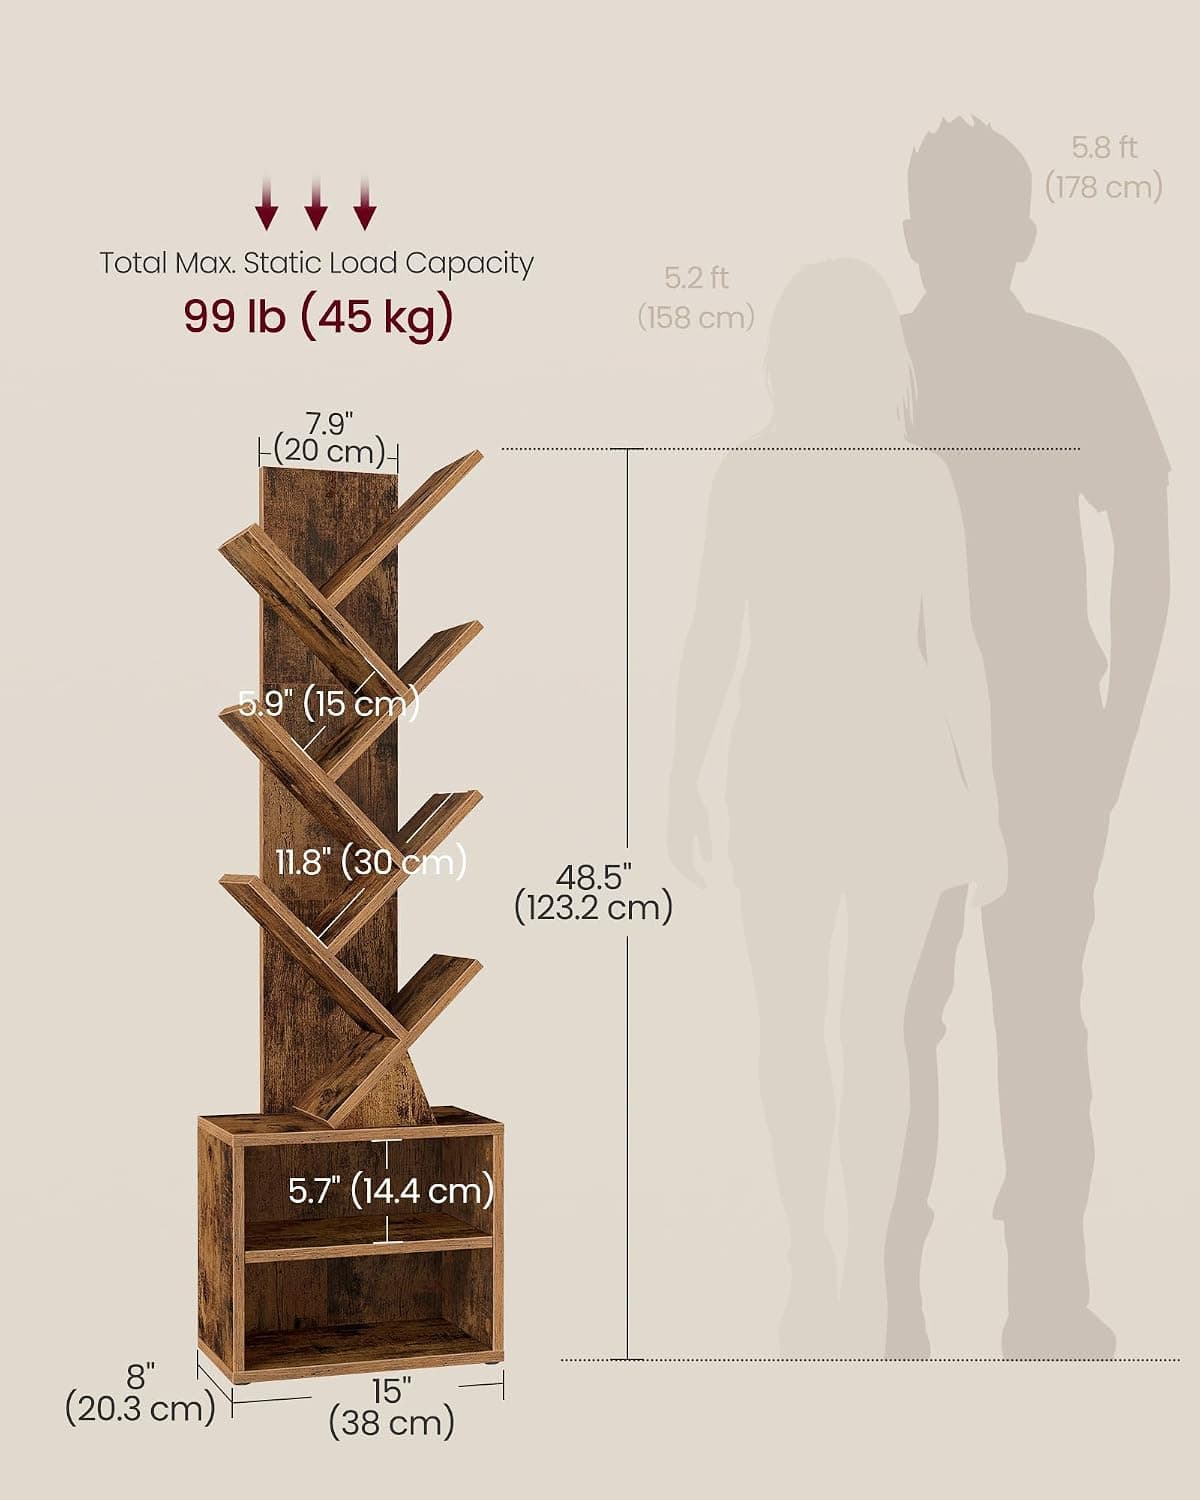 5.8 ft
(178 cm)
Total Max. Static Load Capacity
99 lb (45 kg)
5.2 ft
(158 cm)
7.9"
(20 cm)
5.9" (15 cm)
11.8" (30 cm)
48.5"
(123.2 cm)
5.7" (14.4 cm)
8"
(20.3 cm)
15"
(38 cm)